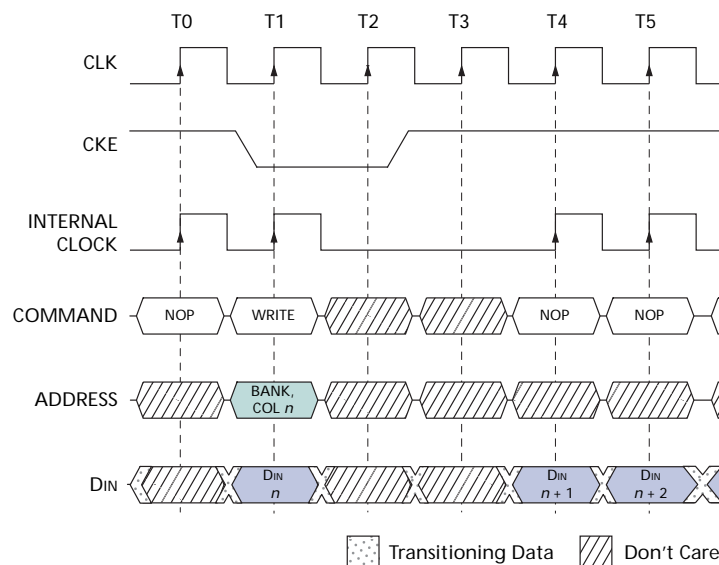 T0 T1 T2 T3 T4 T5
CLK
CKE
INTERNAL
CLOCK
COMMAND NOP WRITE NOP NOP
ADDRESS BANK,
COL n
DIN DIN
n DIN
n + 1 DIN
n + 2
Transitioning Data Don't Care